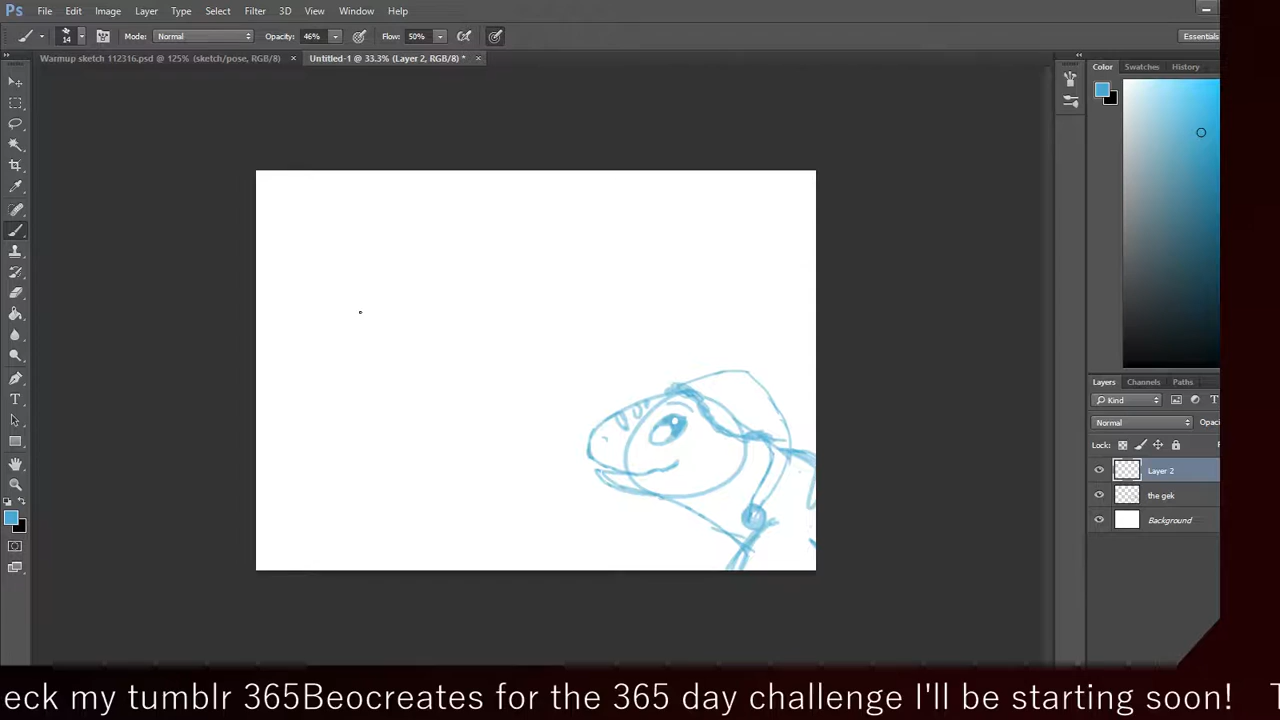 Ps File Edit Image Layer Type Select Filter 3D View Window Help
14 Mode: Normal Opacity: 46% Flow: 50% Essentials
Warmup sketch 112316.psd @ 125% (sketch/pose, RGB/8) × Untitled-1 @ 33.3% (Layer 2, RGB/8) * ×
Color Swatches History
Layers Channels Paths
Kind
Normal Opac
Lock:
Layer 2
the gek
Background
eck my tumblr 365Beocreates for the 365 day challenge I'll be starting soon!